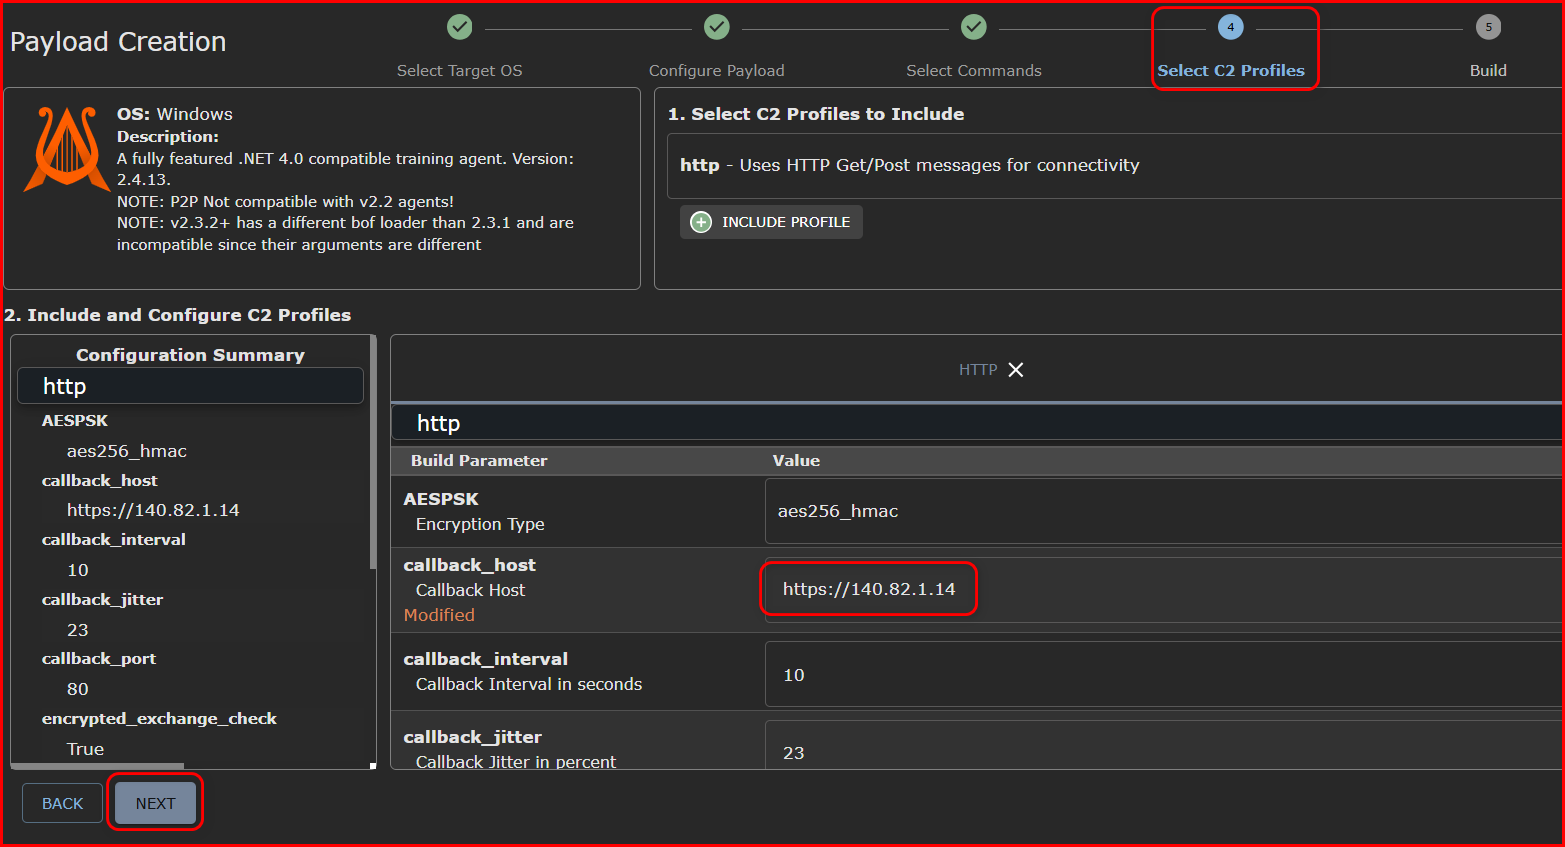 Payload Creation
4
5
Select Target OS
Configure Payload
Select Commands
Select C2 Profiles
Build
OS: Windows
Description:
A fully featured .NET 4.0 compatible training agent. Version:
2.4.13.
NOTE: P2P Not compatible with v2.2 agents!
NOTE: v2.3.2+ has a different bof loader than 2.3.1 and are
incompatible since their arguments are different
1. Select C2 Profiles to Include
http - Uses HTTP Get/Post messages for connectivity
INCLUDE PROFILE
2. Include and Configure C2 Profiles
Configuration Summary
http
AESPSK
aes256_hmac
callback_host
https://140.82.1.14
callback_interval
10
callback_jitter
23
callback_port
80
encrypted_exchange_check
True
HTTP
http
Build Parameter
Value
AESPSK
Encryption Type
aes256_hmac
callback_host
Callback Host
Modified
https://140.82.1.14
callback_interval
Callback Interval in seconds
10
callback_jitter
Callback Jitter in percent
23
BACK
NEXT